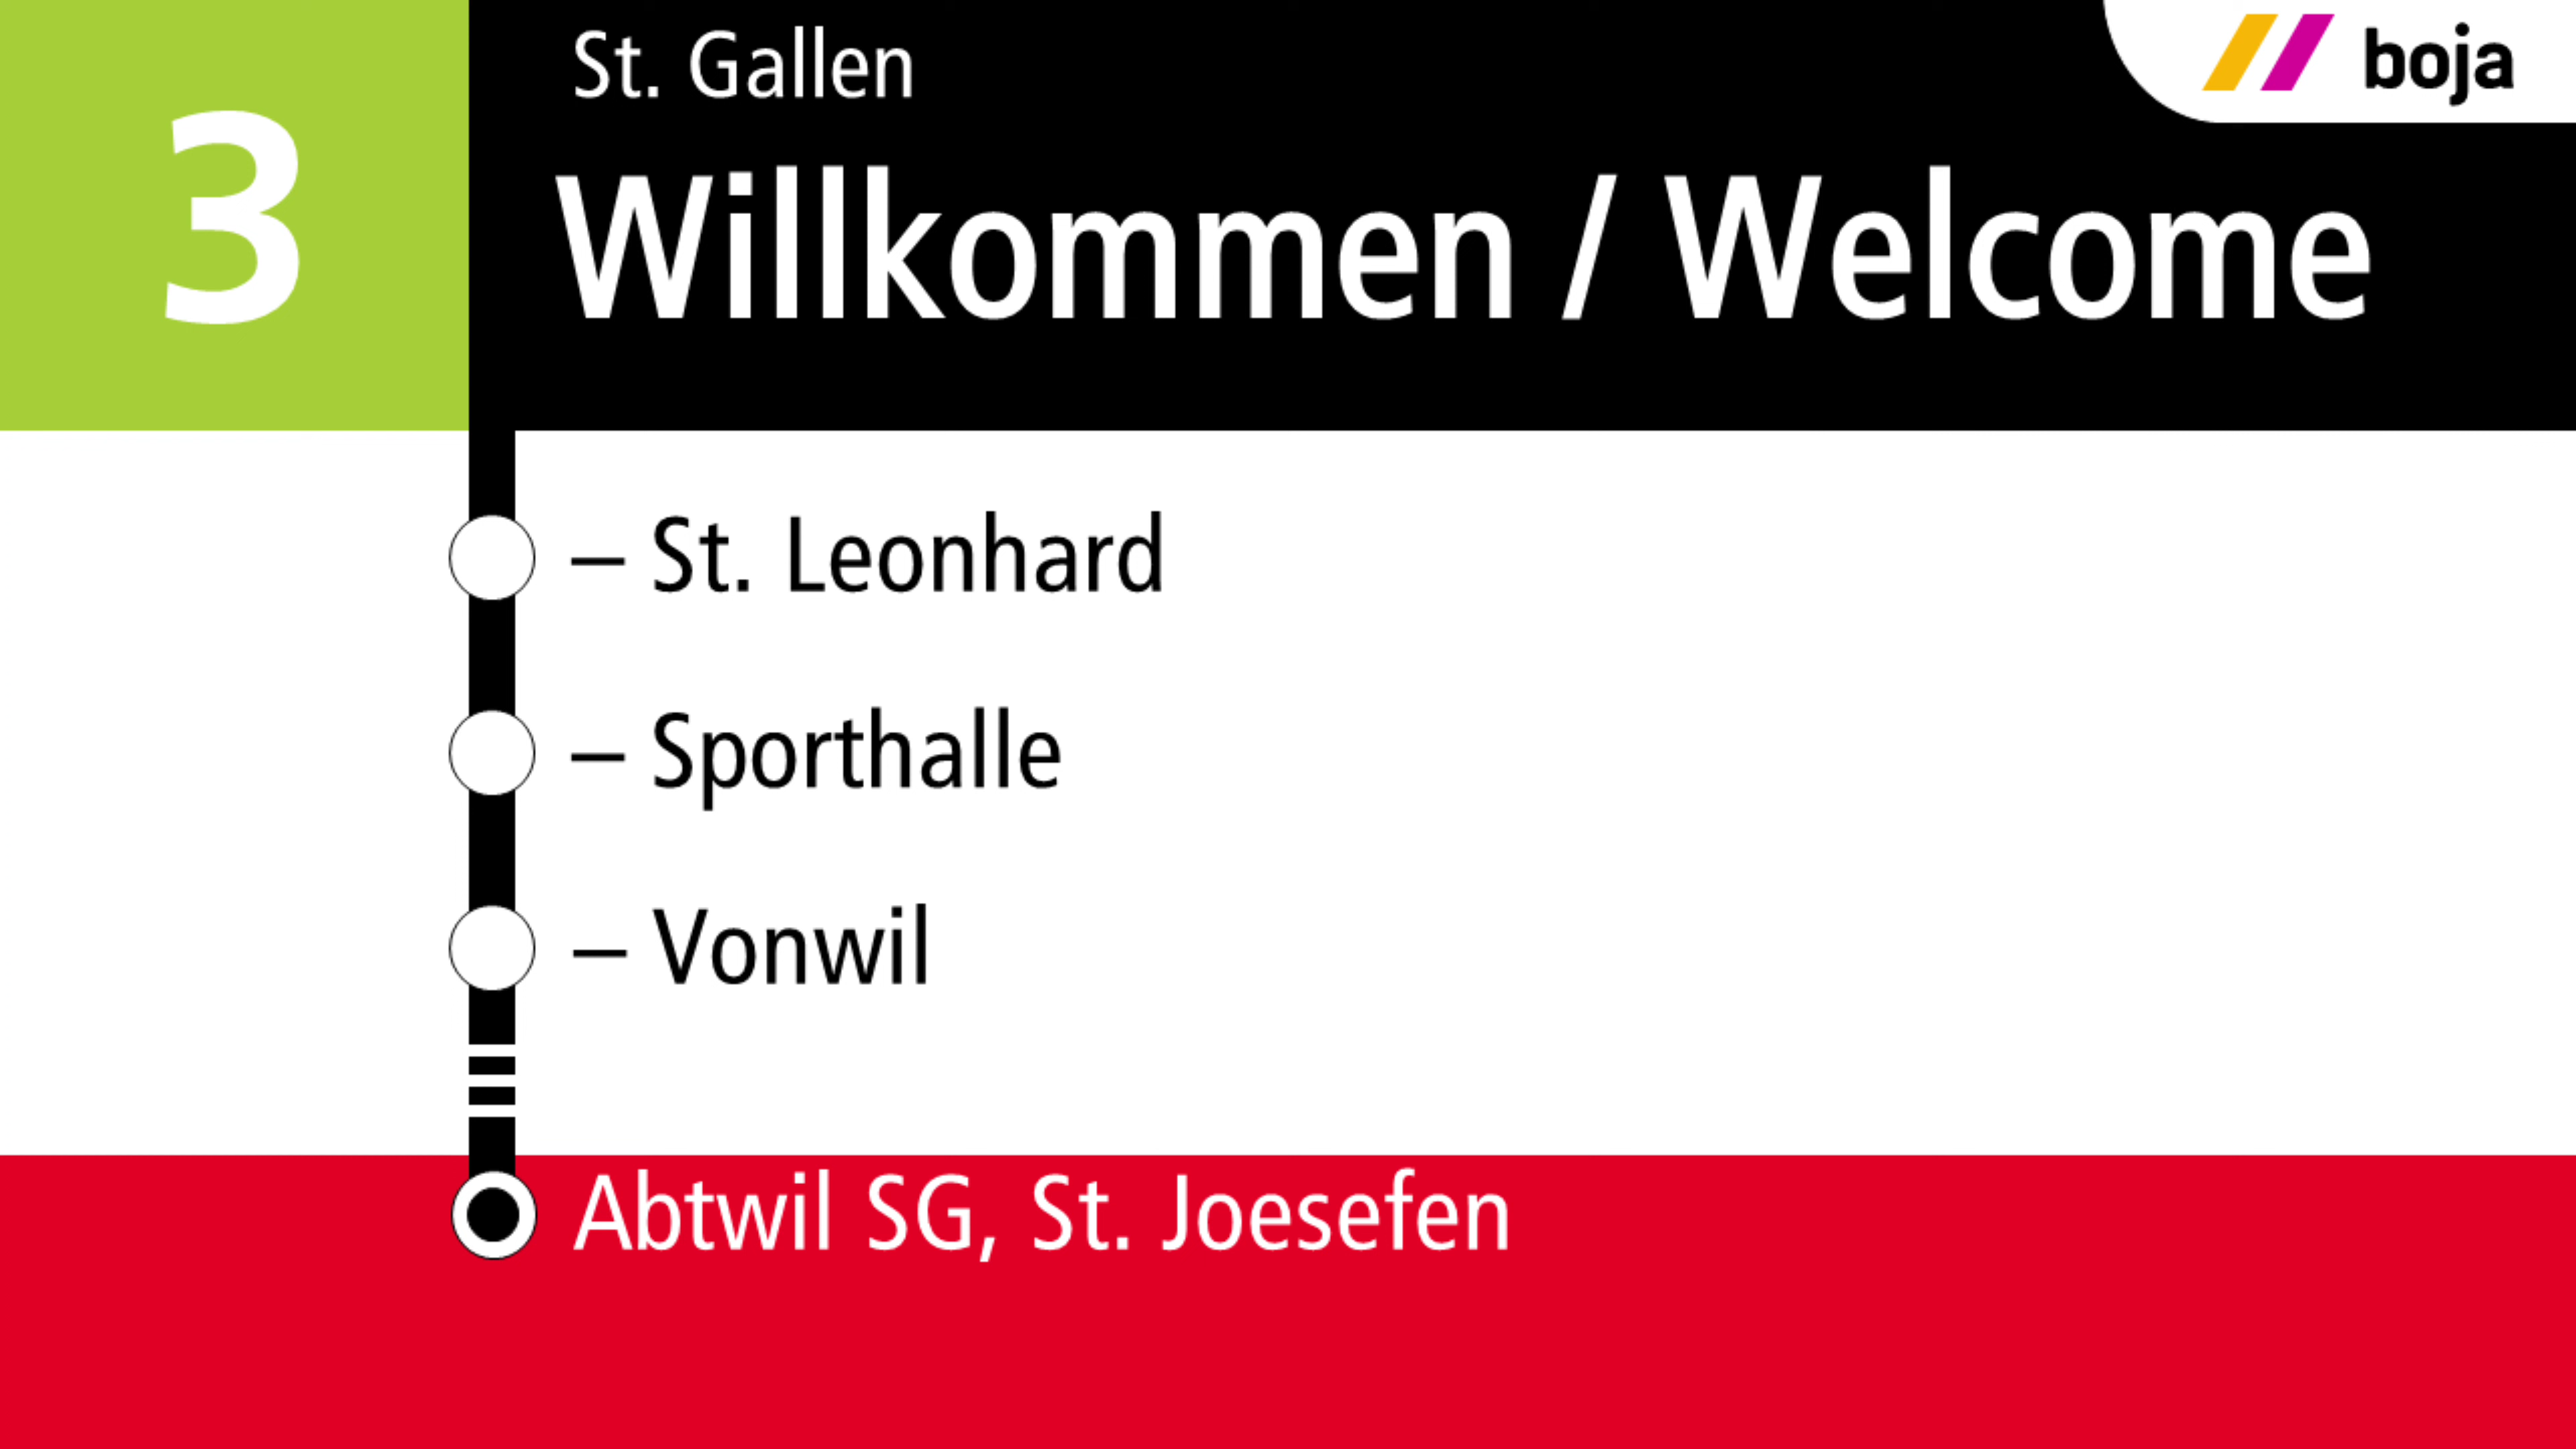 3
St. Gallen
boja
Willkommen / Welcome
– St. Leonhard
– Sporthalle
– Vonwil
Abtwil SG, St. Joesefen